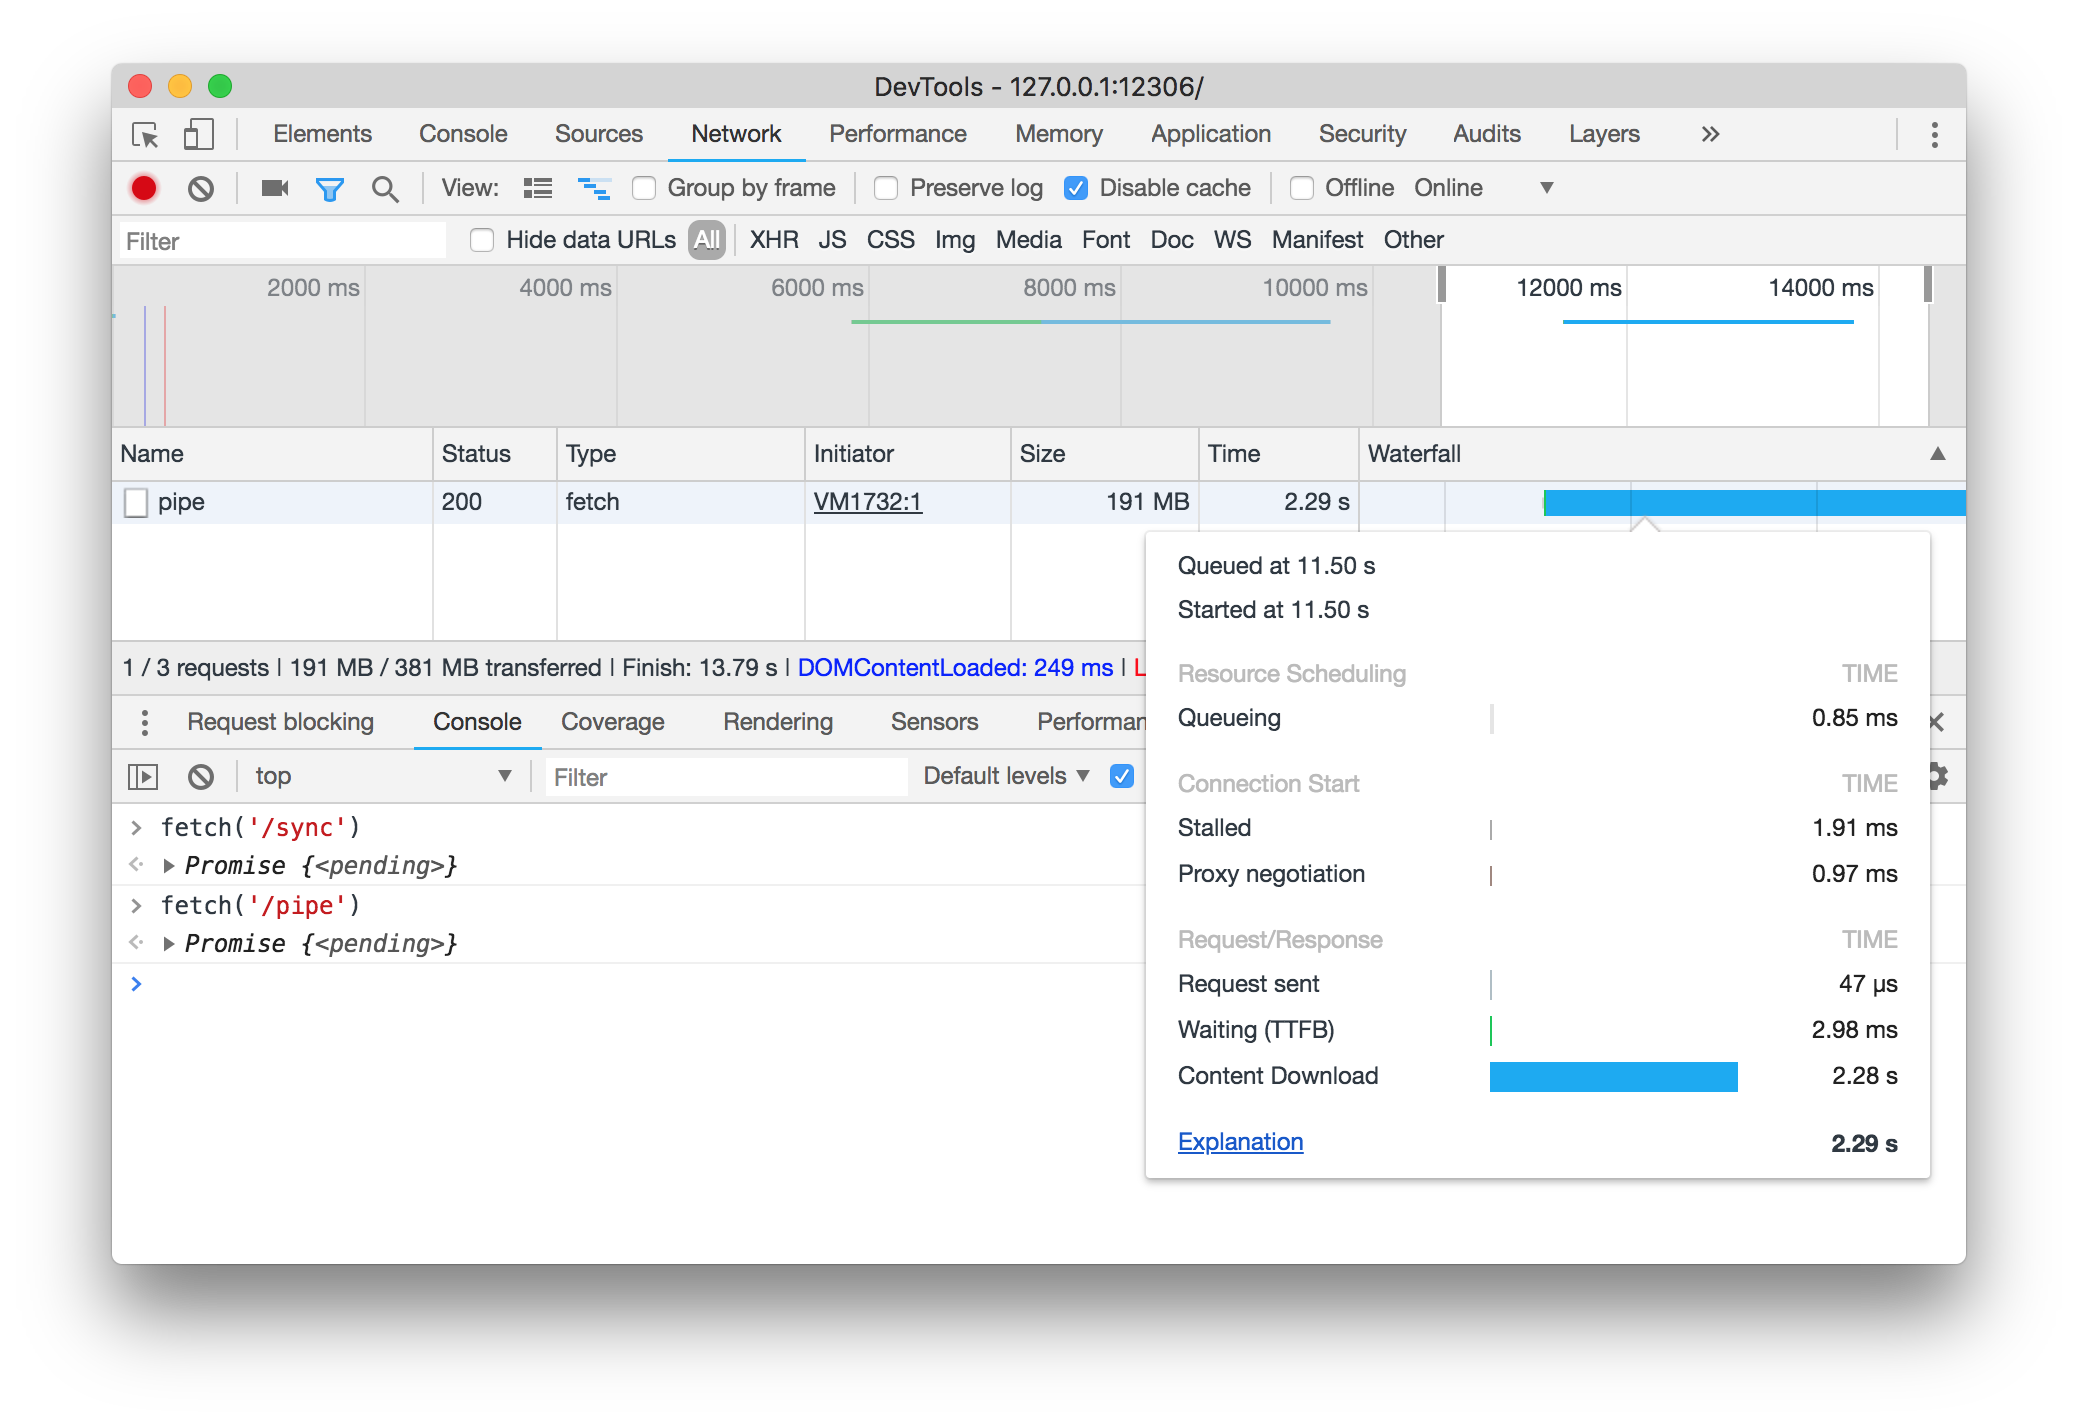 DevTools - 127.0.0.1:12306/
Elements Console Sources Network Performance Memory Application Security Audits Layers »
View: Group by frame Preserve log Disable cache Offline Online
Filter Hide data URLs All XHR JS CSS Img Media Font Doc WS Manifest Other
2000 ms 4000 ms 6000 ms 8000 ms 10000 ms 12000 ms 14000 ms
Name Status Type Initiator Size Time Waterfall
pipe 200 fetch VM1732:1 191 MB 2.29 s
Queued at 11.50 s
Started at 11.50 s
Resource Scheduling TIME
Queueing 0.85 ms
Connection Start TIME
Stalled 1.91 ms
Proxy negotiation 0.97 ms
Request/Response TIME
Request sent 47 µs
Waiting (TTFB) 2.98 ms
Content Download 2.28 s
Explanation 2.29 s
1 / 3 requests | 191 MB / 381 MB transferred | Finish: 13.79 s | DOMContentLoaded: 249 ms | L
Request blocking Console Coverage Rendering Sensors Performan
top Filter Default levels
> fetch('/sync')
Promise {<pending>}
> fetch('/pipe')
Promise {<pending>}
>